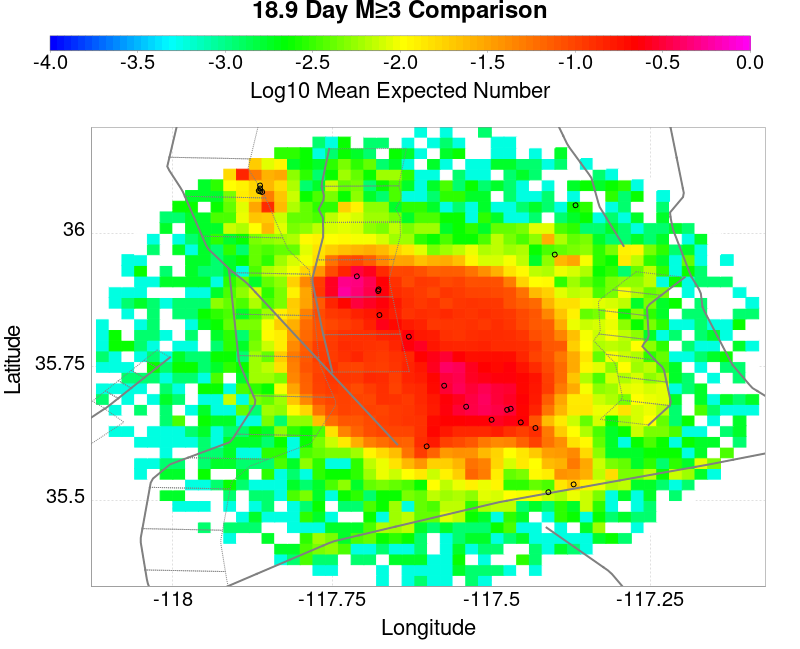 18.9 Day M≥3 Comparison
-4.0 -3.5 -3.0 -2.5 -2.0 -1.5 -1.0 -0.5 0.0
Log10 Mean Expected Number
36
35.75
35.5
Latitude
-118 -117.75 -117.5 -117.25
Longitude